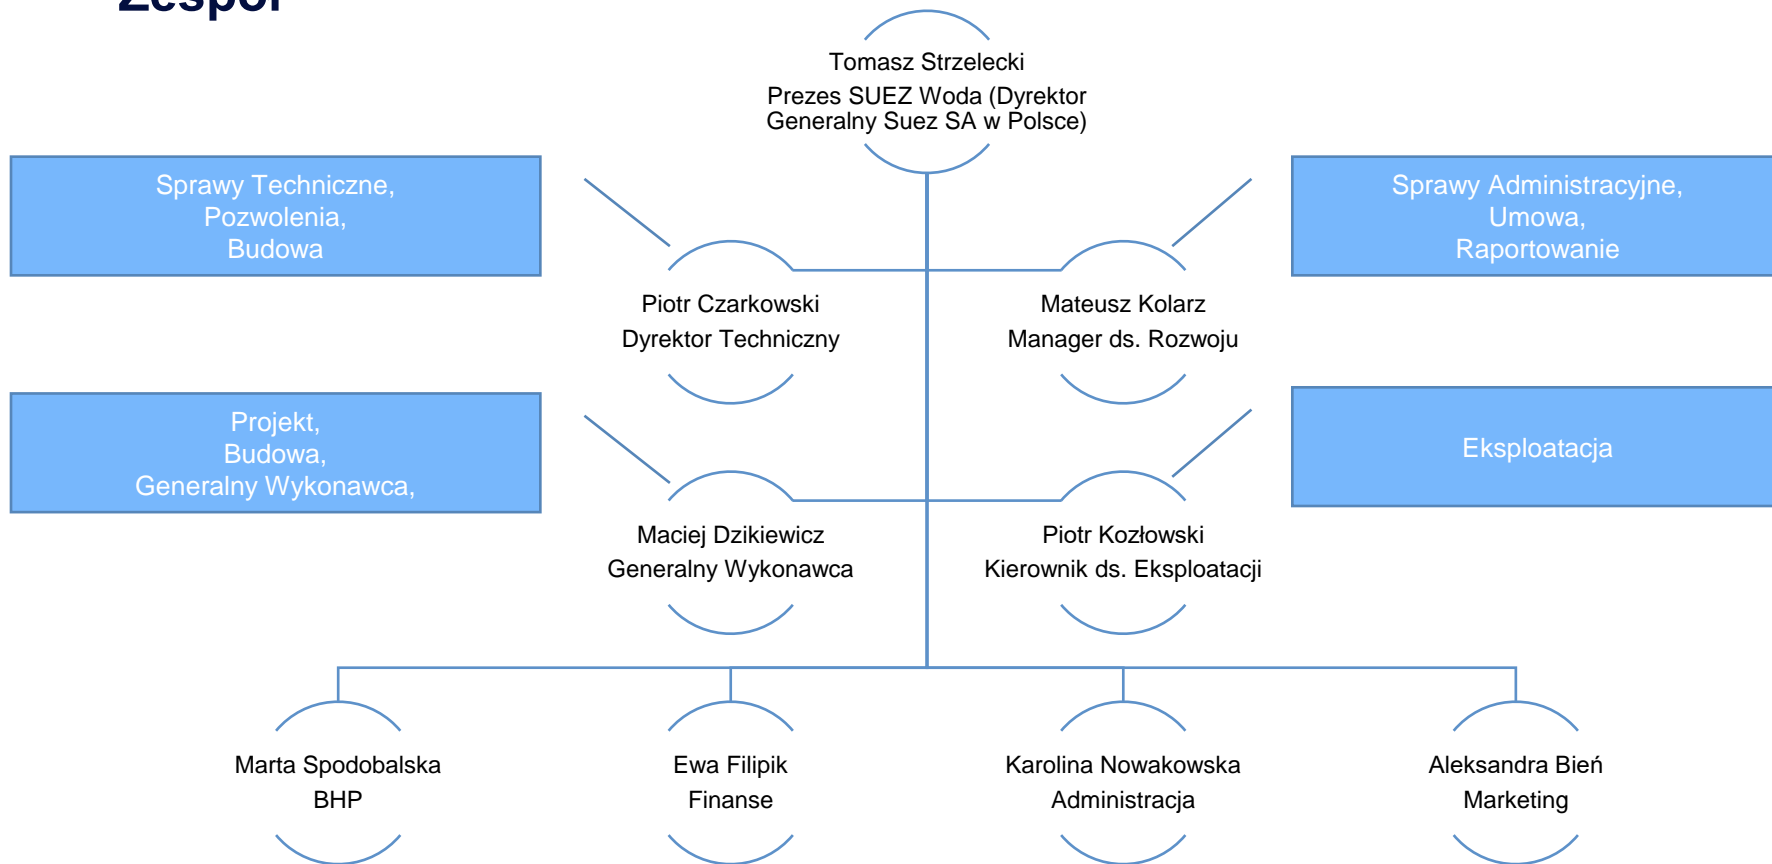 Zespół
Tomasz Strzelecki
Prezes SUEZ Woda (Dyrektor
Generalny Suez SA w Polsce)
Sprawy Techniczne,
Pozwolenia,
Budowa
Sprawy Administracyjne,
Umowa,
Raportowanie
Piotr Czarkowski
Dyrektor Techniczny
Mateusz Kolarz
Manager ds. Rozwoju
Projekt,
Budowa,
Generalny Wykonawca,
Eksploatacja
Maciej Dzikiewicz
Generalny Wykonawca
Piotr Kozłowski
Kierownik ds. Eksploatacji
Marta Spodobalska
BHP
Ewa Filipik
Finanse
Karolina Nowakowska
Administracja
Aleksandra Bień
Marketing